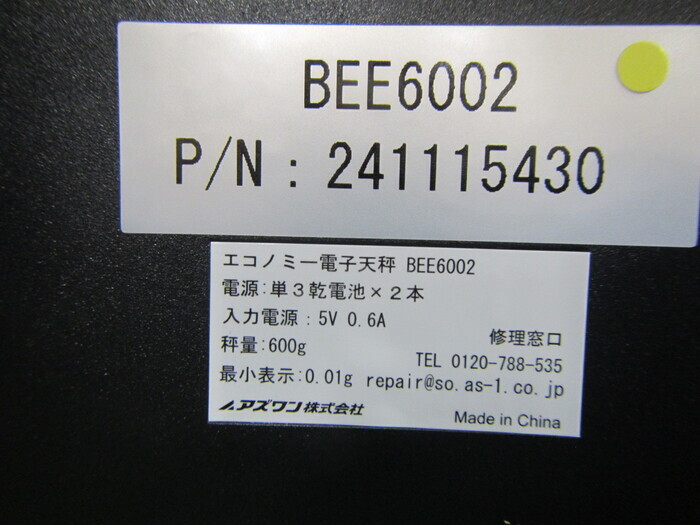 BEE6002
P/N : 241115430
エコノミー電子天秤 BEE6002
電源:単3乾電池×2本
入力電源:5V 0.6A
秤量:600g
修理窓口
TEL 0120-788-535
最小表示:0.01g repair@so.as-1.co.jp
アズワン株式会社
Made in China